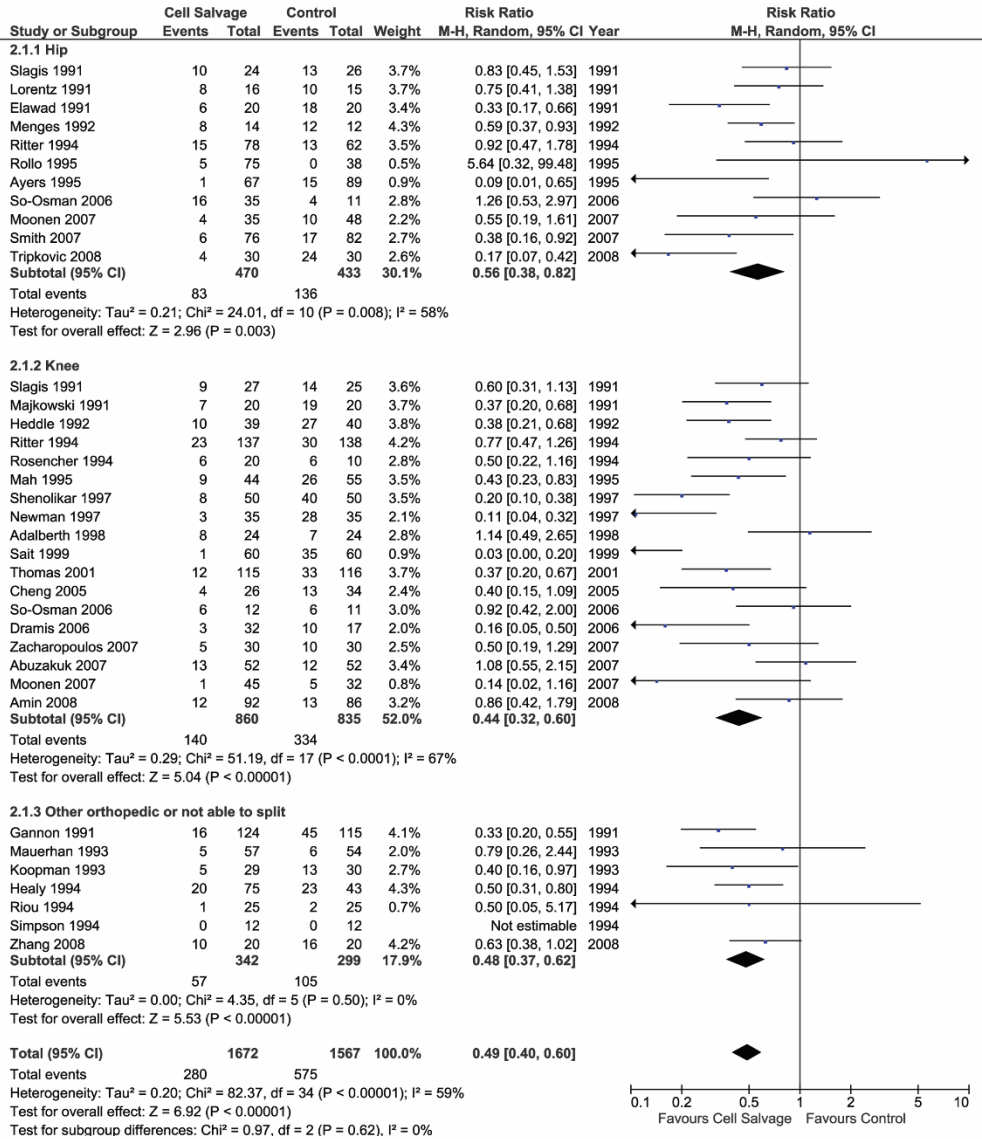 Cell Salvage Control Risk Ratio Risk Ratio
Study or Subgroup Events Total Events Total Weight M-H, Random, 95% CI Year M-H, Random, 95% CI
2.1.1 Hip
Slagis 1991 10 24 13 26 3.7% 0.83 [0.45, 1.53] 1991
Lorentz 1991 8 16 10 15 3.7% 0.75 [0.41, 1.38] 1991
Elawad 1991 6 20 18 20 3.4% 0.33 [0.17, 0.66] 1991
Menges 1992 8 14 12 12 4.3% 0.59 [0.37, 0.93] 1992
Ritter 1994 15 78 13 62 3.6% 0.92 [0.47, 1.78] 1994
Rollo 1995 5 75 0 38 0.5% 5.64 [0.32, 99.48] 1995
Ayers 1995 1 67 15 89 0.9% 0.09 [0.01, 0.65] 1995
So-Osman 2006 16 35 4 11 2.8% 1.26 [0.53, 2.97] 2006
Moonen 2007 4 35 10 48 2.2% 0.55 [0.19, 1.61] 2007
Smith 2007 6 76 17 82 2.7% 0.38 [0.16, 0.92] 2007
Tripkovic 2008 4 30 24 30 2.6% 0.17 [0.07, 0.42] 2008
Subtotal (95% CI) 470 433 30.1% 0.56 [0.38, 0.82]
Total events 83 136
Heterogeneity: Tau² = 0.21; Chi² = 24.01, df = 10 (P = 0.008); I² = 58%
Test for overall effect: Z = 2.96 (P = 0.003)
2.1.2 Knee
Slagis 1991 9 27 14 25 3.6% 0.60 [0.31, 1.13] 1991
Majkowski 1991 7 20 19 20 3.7% 0.37 [0.20, 0.68] 1991
Heddle 1992 10 39 27 40 3.8% 0.38 [0.21, 0.68] 1992
Ritter 1994 23 137 30 138 4.2% 0.77 [0.47, 1.26] 1994
Rosencher 1994 6 20 6 10 2.8% 0.50 [0.22, 1.16] 1994
Mah 1995 9 44 26 55 3.5% 0.43 [0.23, 0.83] 1995
Shenolikar 1997 8 50 40 50 3.5% 0.20 [0.10, 0.38] 1997
Newman 1997 3 35 28 35 2.1% 0.11 [0.04, 0.32] 1997
Adalberth 1998 8 24 7 24 2.8% 1.14 [0.49, 2.65] 1998
Sait 1999 1 60 35 60 0.9% 0.03 [0.00, 0.20] 1999
Thomas 2001 12 115 33 116 3.7% 0.37 [0.20, 0.67] 2001
Cheng 2005 4 26 13 34 2.4% 0.40 [0.15, 1.09] 2005
So-Osman 2006 6 12 6 11 3.0% 0.92 [0.42, 2.00] 2006
Dramis 2006 3 32 10 17 2.0% 0.16 [0.05, 0.50] 2006
Zacharopoulos 2007 5 30 10 30 2.5% 0.50 [0.19, 1.29] 2007
Abuzakuk 2007 13 52 12 52 3.4% 1.08 [0.55, 2.15] 2007
Moonen 2007 1 45 5 32 0.8% 0.14 [0.02, 1.16] 2007
Amin 2008 12 92 13 86 3.2% 0.86 [0.42, 1.79] 2008
Subtotal (95% CI) 860 835 52.0% 0.44 [0.32, 0.60]
Total events 140 334
Heterogeneity: Tau² = 0.29; Chi² = 51.19, df = 17 (P < 0.0001); I² = 67%
Test for overall effect: Z = 5.04 (P < 0.00001)
2.1.3 Other orthopedic or not able to split
Gannon 1991 16 124 45 115 4.1% 0.33 [0.20, 0.55] 1991
Mauerhan 1993 5 57 6 54 2.0% 0.79 [0.26, 2.44] 1993
Koopman 1993 5 29 13 30 2.7% 0.40 [0.16, 0.97] 1993
Healy 1994 20 75 23 43 4.3% 0.50 [0.31, 0.80] 1994
Riou 1994 1 25 2 25 0.7% 0.50 [0.05, 5.17] 1994
Simpson 1994 0 12 0 12 Not estimable 1994
Zhang 2008 10 20 16 20 4.2% 0.63 [0.38, 1.02] 2008
Subtotal (95% CI) 342 299 17.9% 0.48 [0.37, 0.62]
Total events 57 105
Heterogeneity: Tau² = 0.00; Chi² = 4.35, df = 5 (P = 0.50); I² = 0%
Test for overall effect: Z = 5.53 (P < 0.00001)
Total (95% CI) 1672 1567 100.0% 0.49 [0.40, 0.60]
Total events 280 575
Heterogeneity: Tau² = 0.20; Chi² = 82.37, df = 34 (P < 0.00001); I² = 59%
Test for overall effect: Z = 6.92 (P < 0.00001)
Test for subgroup differences: Chi² = 0.97, df = 2 (P = 0.62), I² = 0%
0.1 0.2 0.5 1 2 5 10
Favours Cell Salvage Favours Control